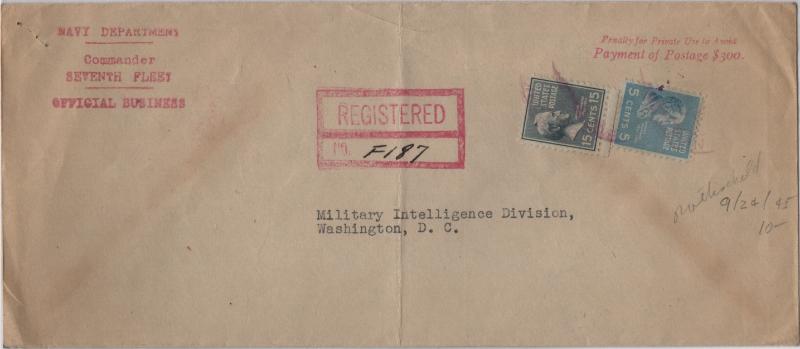 NAVY DEPARTMENT
Commander
SEVENTH FLEET
OFFICIAL BUSINESS
Penalty for Private Use to Avoid
Payment of Postage $300.
REGISTERED
NO. F187
UNITED
STATES
POSTAGE
15 CENTS 15
UNITED
STATES
POSTAGE
5 CENTS 5
Military Intelligence Division,
Washington, D. C.
9/24/45
10-